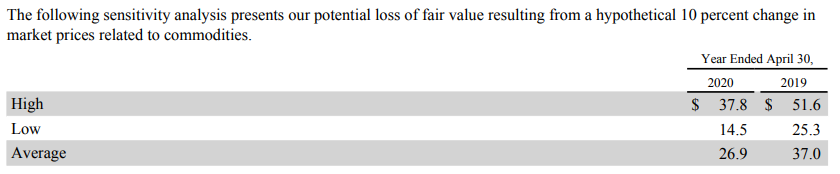 The following sensitivity analysis presents our potential loss of fair value resulting from a hypothetical 10 percent change in
market prices related to commodities.
Year Ended April 30,
2020 2019
High $ 37.8 $ 51.6
Low 14.5 25.3
Average 26.9 37.0